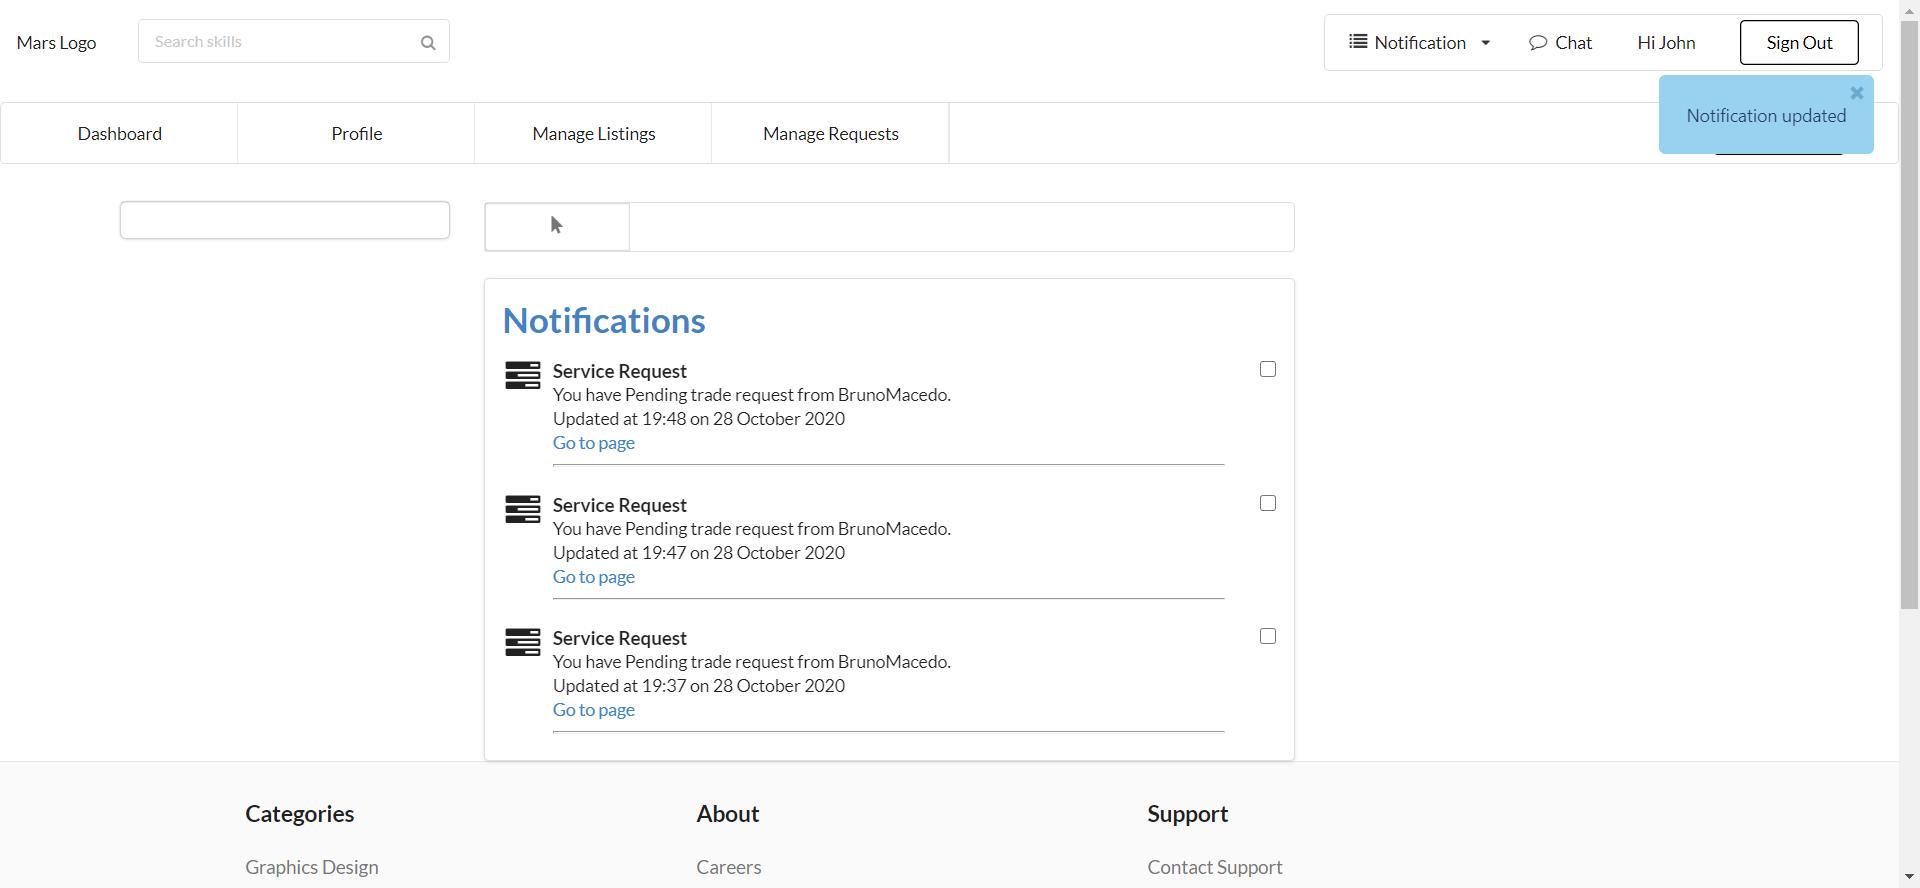 Mars Logo
Search skills
Notification
Chat
Hi John
Sign Out
Notification updated
Dashboard
Profile
Manage Listings
Manage Requests
Notifications
Service Request
You have Pending trade request from BrunoMacedo.
Updated at 19:48 on 28 October 2020
Go to page
Service Request
You have Pending trade request from BrunoMacedo.
Updated at 19:47 on 28 October 2020
Go to page
Service Request
You have Pending trade request from BrunoMacedo.
Updated at 19:37 on 28 October 2020
Go to page
Categories
About
Support
Graphics Design
Careers
Contact Support